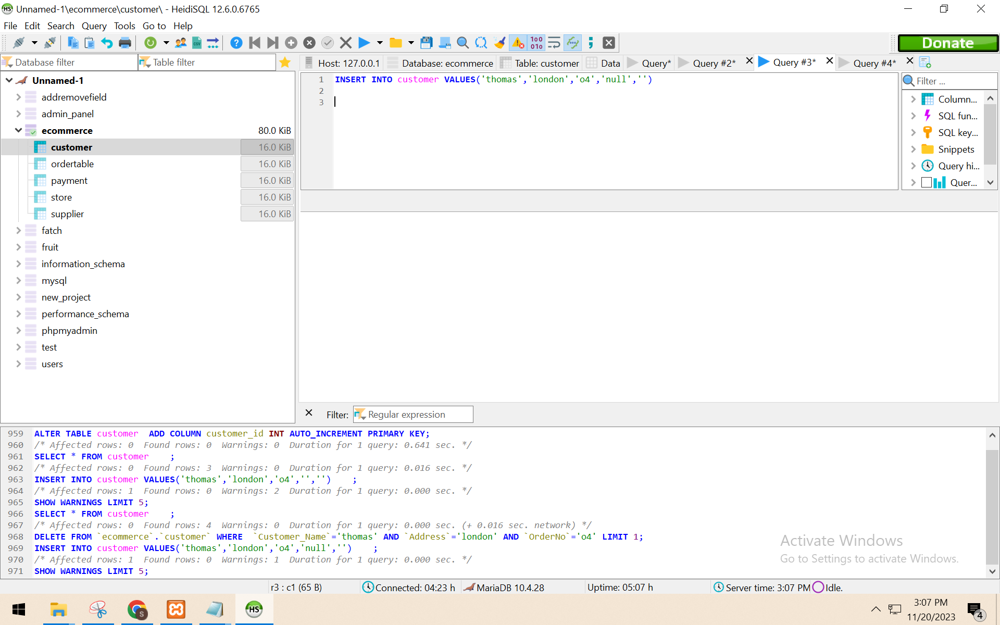 Unnamed-1\ecommerce\customer\ - HeidiSQL 12.6.0.6765
File Edit Search Query Tools Go to Help
Donate
Database filter
Table filter
Host: 127.0.0.1 Database: ecommerce Table: customer Data Query* Query #2* Query #3* Query #4*
Unnamed-1
addremovefield
admin_panel
ecommerce 80.0 KiB
customer 16.0 KiB
ordertable 16.0 KiB
payment 16.0 KiB
store 16.0 KiB
supplier 16.0 KiB
fatch
fruit
information_schema
mysql
new_project
performance_schema
phpmyadmin
test
users
1 INSERT INTO customer VALUES('thomas','london','o4','null','')
2
3
Filter ...
Column...
SQL fun...
SQL key...
Snippets
Query hi...
Quer...
Filter: Regular expression
959 ALTER TABLE customer  ADD COLUMN customer_id INT AUTO_INCREMENT PRIMARY KEY;
960 /* Affected rows: 0  Found rows: 0  Warnings: 0  Duration for 1 query: 0.641 sec. */
961 SELECT * FROM customer    ;
962 /* Affected rows: 0  Found rows: 3  Warnings: 0  Duration for 1 query: 0.016 sec. */
963 INSERT INTO customer VALUES('thomas','london','o4','','')    ;
964 /* Affected rows: 1  Found rows: 0  Warnings: 2  Duration for 1 query: 0.000 sec. */
965 SHOW WARNINGS LIMIT 5;
966 SELECT * FROM customer    ;
967 /* Affected rows: 0  Found rows: 4  Warnings: 0  Duration for 1 query: 0.000 sec. (+ 0.016 sec. network) */
968 DELETE FROM `ecommerce`.`customer` WHERE  `Customer_Name`='thomas' AND `Address`='london' AND `OrderNo`='o4' LIMIT 1;
969 INSERT INTO customer VALUES('thomas','london','o4','null','')    ;
970 /* Affected rows: 1  Found rows: 0  Warnings: 1  Duration for 1 query: 0.000 sec. */
971 SHOW WARNINGS LIMIT 5;
Activate Windows
Go to Settings to activate Windows.
r3 : c1 (65 B) Connected: 04:23 h MariaDB 10.4.28 Uptime: 05:07 h Server time: 3:07 PM Idle.
S
HS
3:07 PM
11/20/2023
4